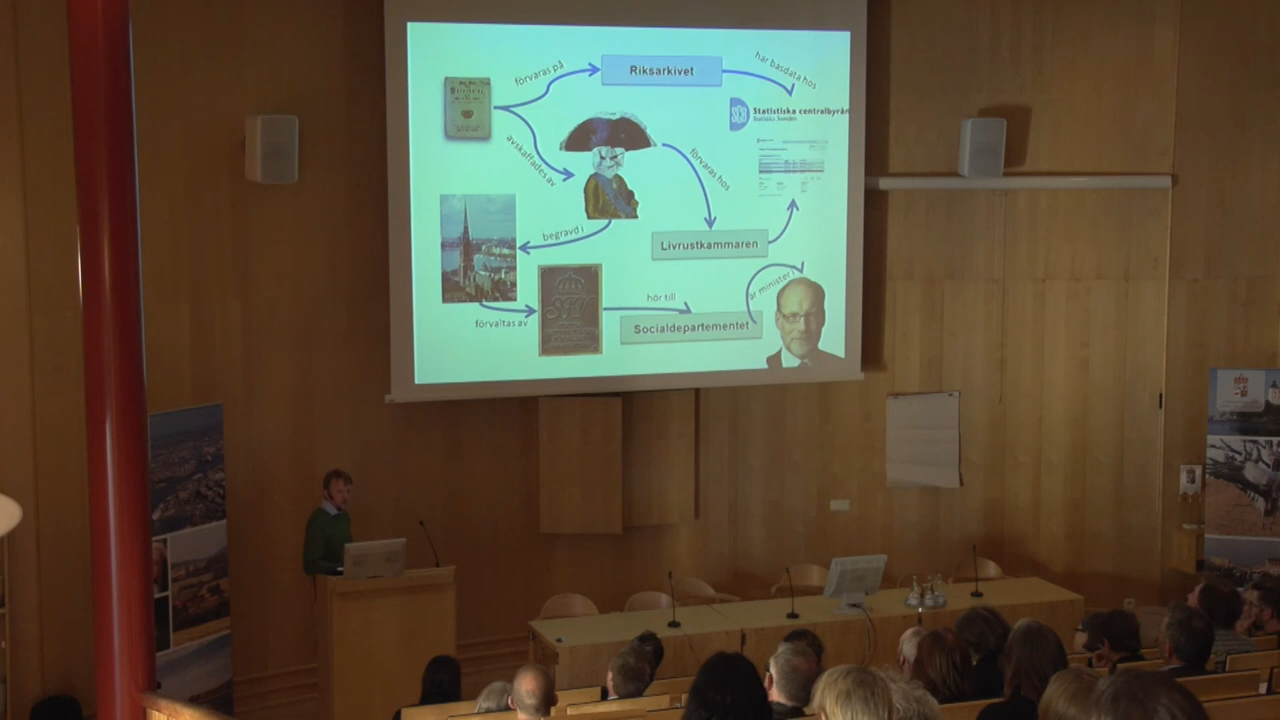 förvaras på
Riksarkivet
har basdata hos
Statistiska centralbyrån
Statistics Sweden
avskaffades av
förvaras hos
begravd i
Livrustkammaren
är minister i
hör till
förvaltas av
Socialdepartementet